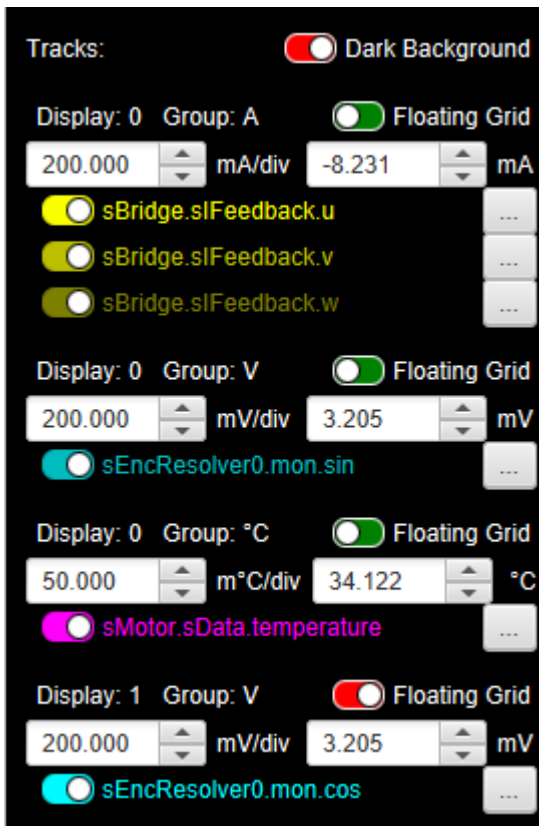 Tracks: Dark Background
Display: 0 Group: A Floating Grid
200.000 mA/div -8.231 mA
sBridge.sIFeedback.u ...
sBridge.sIFeedback.v ...
sBridge.sIFeedback.w ...
Display: 0 Group: V Floating Grid
200.000 mV/div 3.205 mV
sEncResolver0.mon.sin ...
Display: 0 Group: °C Floating Grid
50.000 m°C/div 34.122 °C
sMotor.sData.temperature ...
Display: 1 Group: V Floating Grid
200.000 mV/div 3.205 mV
sEncResolver0.mon.cos ...